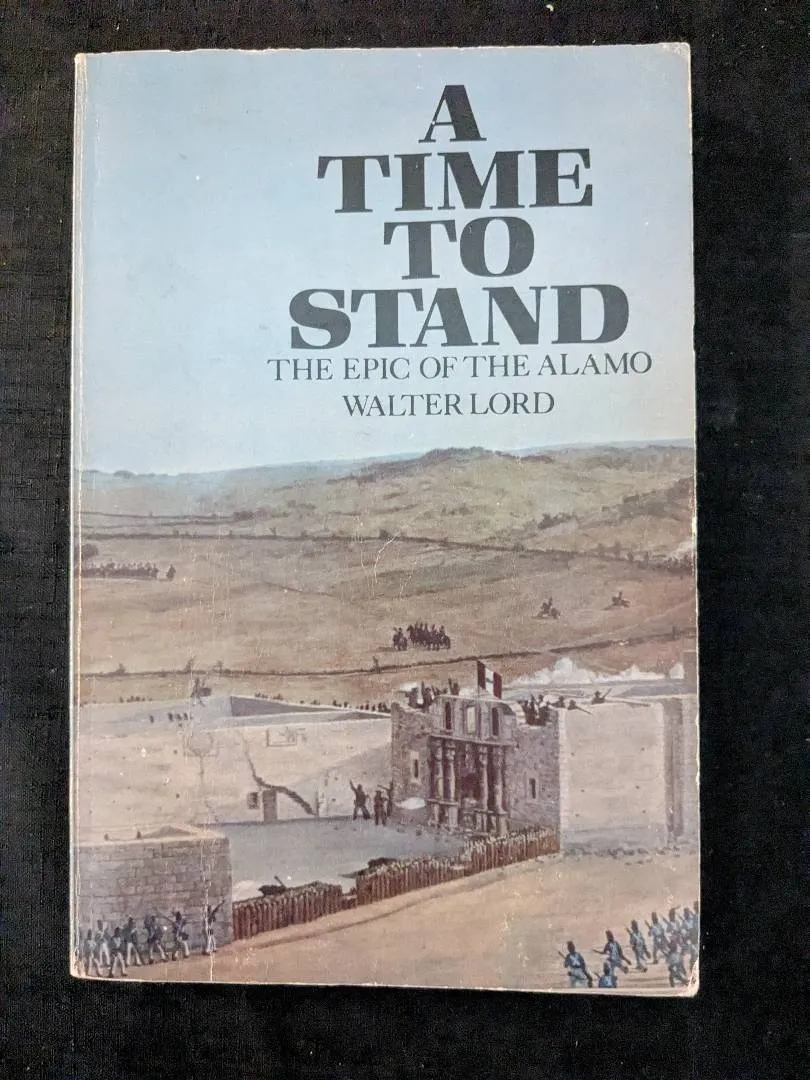 A
TIME
TO
STAND
THE EPIC OF THE ALAMO
WALTER LORD